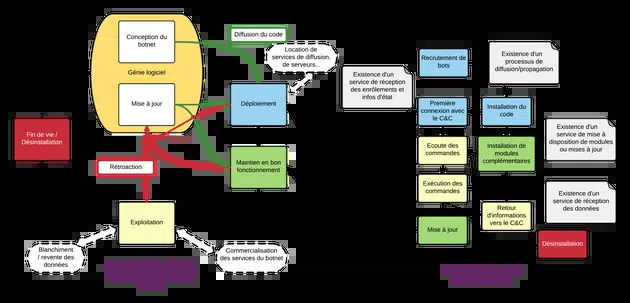 Conception du
botnet
Génie logiciel
Mise à jour
Diffusion du code
Location de
services de diffusion,
de serveurs...
Déploiement
Maintien en bon
fonctionnement
Fin de vie /
Désinstallation
Rétroaction
Exploitation
Blanchiment
/ revente des
données
Commercialisation
des services du botnet
Existence d'un
service de réception
des enrôlements et
infos d'état
Recrutement de
bots
Existence d'un
processus de
diffusion/propagation
Première
connexion avec
le C&C
Installation du
code
Ecoute des
commandes
Installation de
modules
complémentaires
Existence d'un
service de mise à
disposition de modules
ou mises à jour
Exécution des
commandes
Existence d'un
service de réception
des données
Mise à jour
Retour
d'informations
vers le C&C
Désinstallation